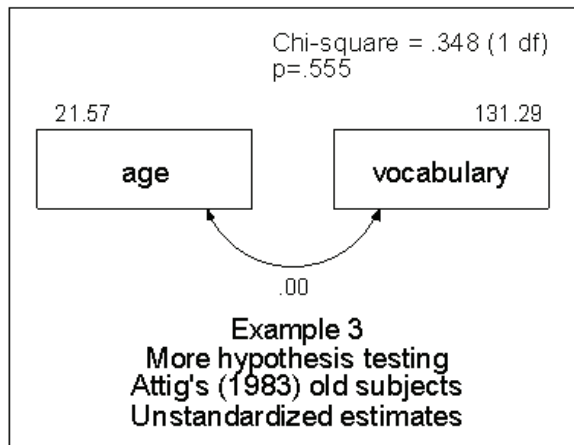 Chi-square = .348 (1 df)
p=.555
21.57
131.29
age
vocabulary
.00
Example 3
More hypothesis testing
Attig's (1983) old subjects
Unstandardized estimates